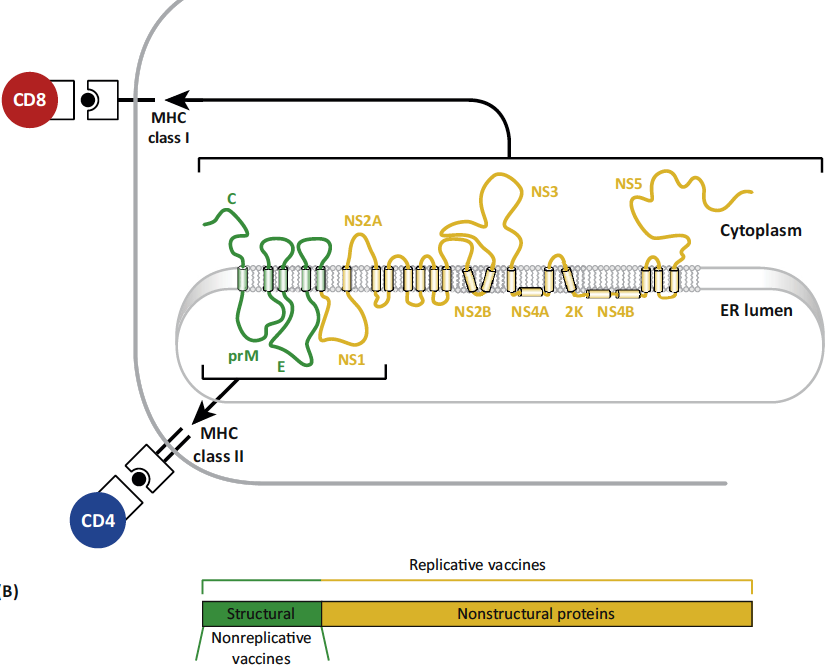 CD8
MHC
class I
C
NS2A
NS3
NS5
Cytoplasm
ER lumen
prM
E
NS1
NS2B
NS4A
2K
NS4B
MHC
class II
CD4
(B)
Replicative vaccines
Structural
Nonstructural proteins
Nonreplicative
vaccines